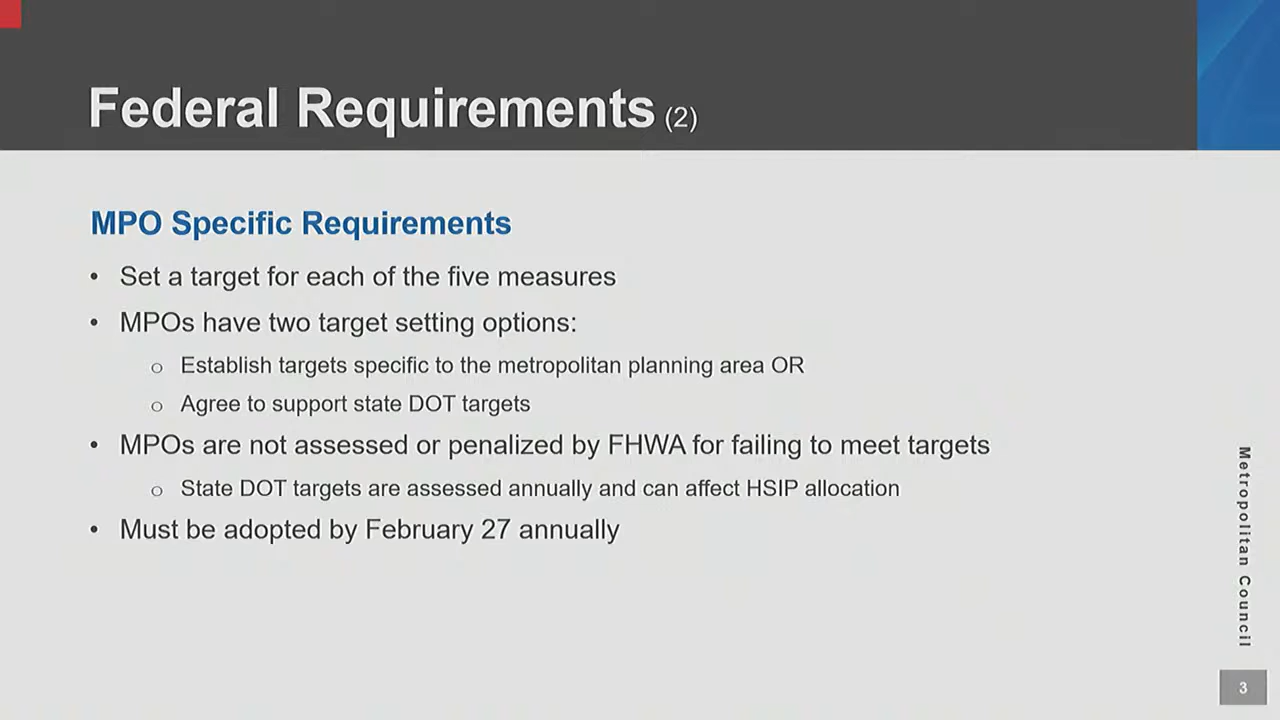 Federal Requirements (2)
MPO Specific Requirements
• Set a target for each of the five measures
• MPOs have two target setting options:
o Establish targets specific to the metropolitan planning area OR
o Agree to support state DOT targets
• MPOs are not assessed or penalized by FHWA for failing to meet targets
o State DOT targets are assessed annually and can affect HSIP allocation
• Must be adopted by February 27 annually
Metropolitan Council
3